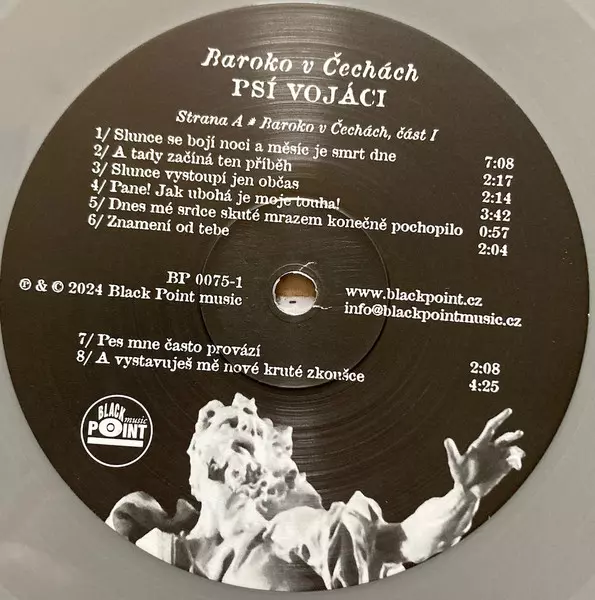 Baroko v Čechách
PSÍ VOJÁCI
Strana A * Baroko v Čechách, část I
1/ Slunce se bojí noci a měsíc je smrt dne 7:08
2/ A tady začíná ten příběh 2:17
3/ Slunce vystoupí jen občas 2:14
4/ Pane! Jak ubohá je moje touha! 3:42
5/ Dnes mé srdce skuté mrazem konečně pochopilo 0:57
6/ Znamení od tebe 2:04
BP 0075-1
℗ & © 2024 Black Point music
www.blackpoint.cz
info@blackpointmusic.cz
7/ Pes mne často provází 2:08
8/ A vystavuješ mě nové kruté zkoušce 4:25
BLACK
music
POINT